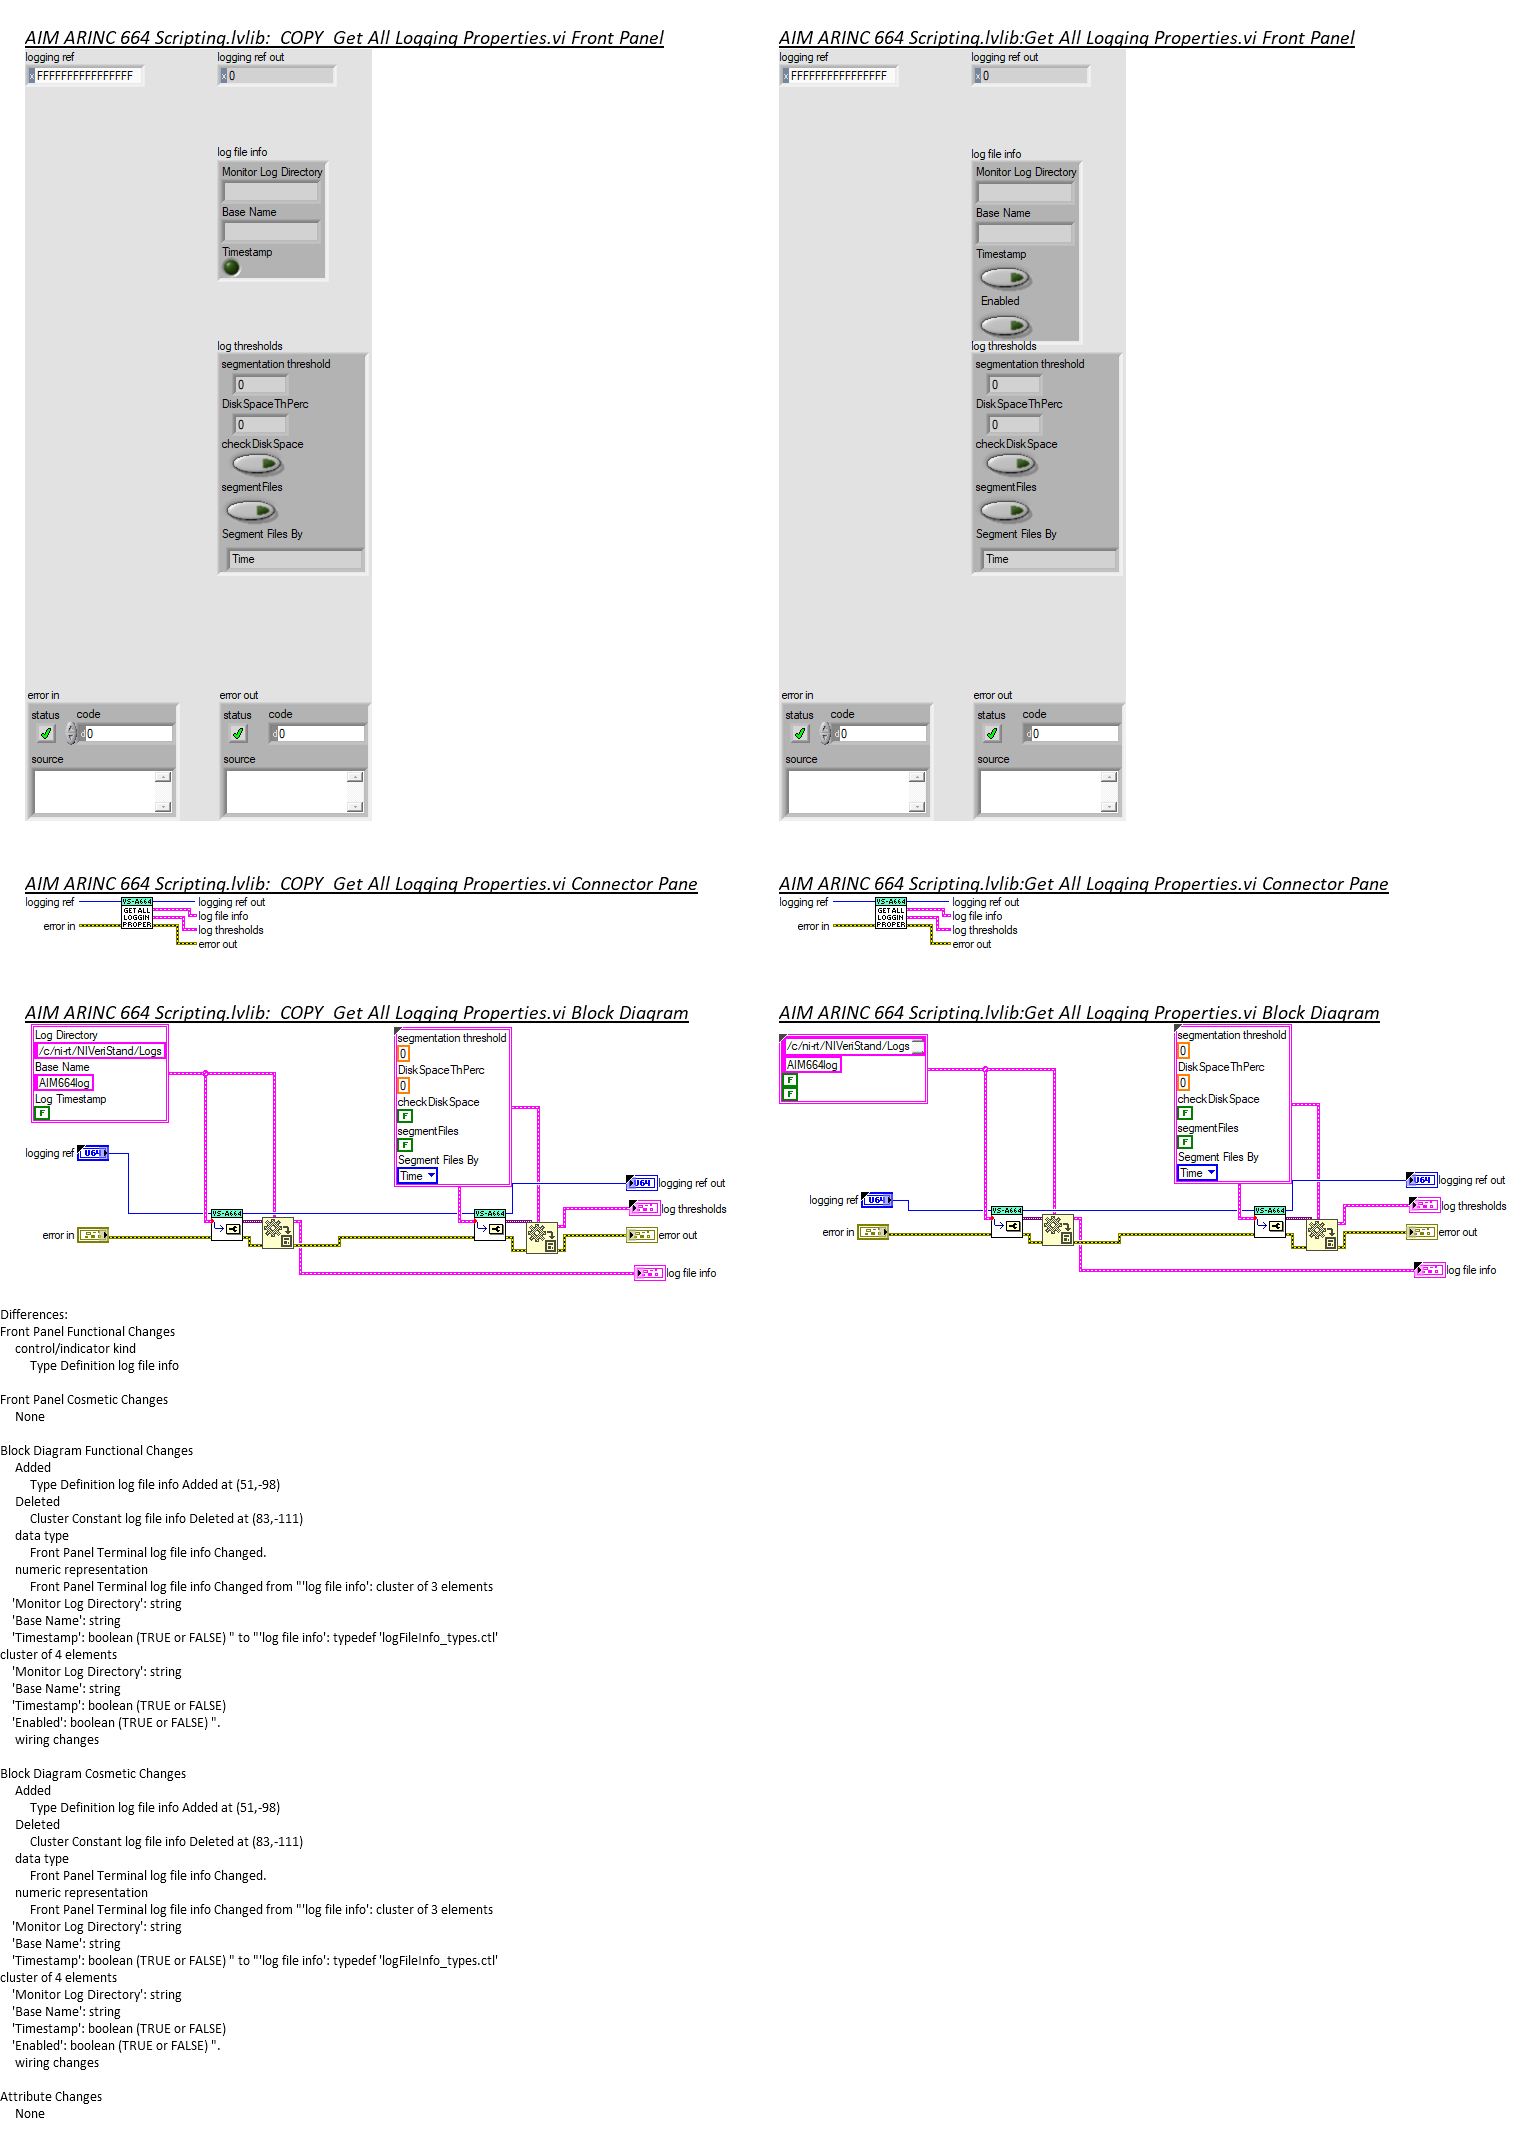 AIM ARINC 664 Scripting.lvlib:  COPY  Get All Logging Properties.vi Front Panel
logging ref
logging ref out
x FFFFFFFFFFFFFFFF
x 0
log file info
Monitor Log Directory
Base Name
Timestamp
log thresholds
segmentation threshold
0
DiskSpaceThPerc
0
checkDiskSpace
segmentFiles
Segment Files By
Time
error in
error out
status code
status code
d 0
d 0
source
source
AIM ARINC 664 Scripting.lvlib:Get All Logging Properties.vi Front Panel
logging ref
logging ref out
x FFFFFFFFFFFFFFFF
x 0
log file info
Monitor Log Directory
Base Name
Timestamp
Enabled
log thresholds
segmentation threshold
0
DiskSpaceThPerc
0
checkDiskSpace
segmentFiles
Segment Files By
Time
error in
error out
status code
status code
d 0
d 0
source
source
AIM ARINC 664 Scripting.lvlib:  COPY  Get All Logging Properties.vi Connector Pane
logging ref
VS-A664
GET ALL
LOGGIN
PROPER
logging ref out
log file info
log thresholds
error in
error out
AIM ARINC 664 Scripting.lvlib:Get All Logging Properties.vi Connector Pane
logging ref
VS-A664
GET ALL
LOGGIN
PROPER
logging ref out
log file info
log thresholds
error in
error out
AIM ARINC 664 Scripting.lvlib:  COPY  Get All Logging Properties.vi Block Diagram
Log Directory
/c/ni-rt/NIVeriStand/Logs
Base Name
AIM664log
Log Timestamp
F
segmentation threshold
0
DiskSpaceThPerc
0
checkDiskSpace
F
segmentFiles
F
Segment Files By
Time
logging ref
U64
U64
logging ref out
VS-A664
VS-A664
log thresholds
error in
error out
log file info
AIM ARINC 664 Scripting.lvlib:Get All Logging Properties.vi Block Diagram
/c/ni-rt/NIVeriStand/Logs
AIM664log
F
F
segmentation threshold
0
DiskSpaceThPerc
0
checkDiskSpace
F
segmentFiles
F
Segment Files By
Time
U64
logging ref out
logging ref
U64
VS-A664
VS-A664
log thresholds
error in
error out
log file info
Differences:
Front Panel Functional Changes
control/indicator kind
Type Definition log file info
Front Panel Cosmetic Changes
None
Block Diagram Functional Changes
Added
Type Definition log file info Added at (51,-98)
Deleted
Cluster Constant log file info Deleted at (83,-111)
data type
Front Panel Terminal log file info Changed.
numeric representation
Front Panel Terminal log file info Changed from "'log file info': cluster of 3 elements
'Monitor Log Directory': string
'Base Name': string
'Timestamp': boolean (TRUE or FALSE) " to "'log file info': typedef 'logFileInfo_types.ctl'
cluster of 4 elements
'Monitor Log Directory': string
'Base Name': string
'Timestamp': boolean (TRUE or FALSE)
'Enabled': boolean (TRUE or FALSE) ".
wiring changes
Block Diagram Cosmetic Changes
Added
Type Definition log file info Added at (51,-98)
Deleted
Cluster Constant log file info Deleted at (83,-111)
data type
Front Panel Terminal log file info Changed.
numeric representation
Front Panel Terminal log file info Changed from "'log file info': cluster of 3 elements
'Monitor Log Directory': string
'Base Name': string
'Timestamp': boolean (TRUE or FALSE) " to "'log file info': typedef 'logFileInfo_types.ctl'
cluster of 4 elements
'Monitor Log Directory': string
'Base Name': string
'Timestamp': boolean (TRUE or FALSE)
'Enabled': boolean (TRUE or FALSE) ".
wiring changes
Attribute Changes
None